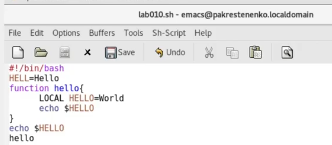 lab010.sh - emacs@pakrestenenko.localdomain
File Edit Options Buffers Tools Sh-Script Help
Save Undo
#!/bin/bash
HELL=Hello
function hello{
LOCAL HELLO=World
echo $HELLO
}
echo $HELLO
hello